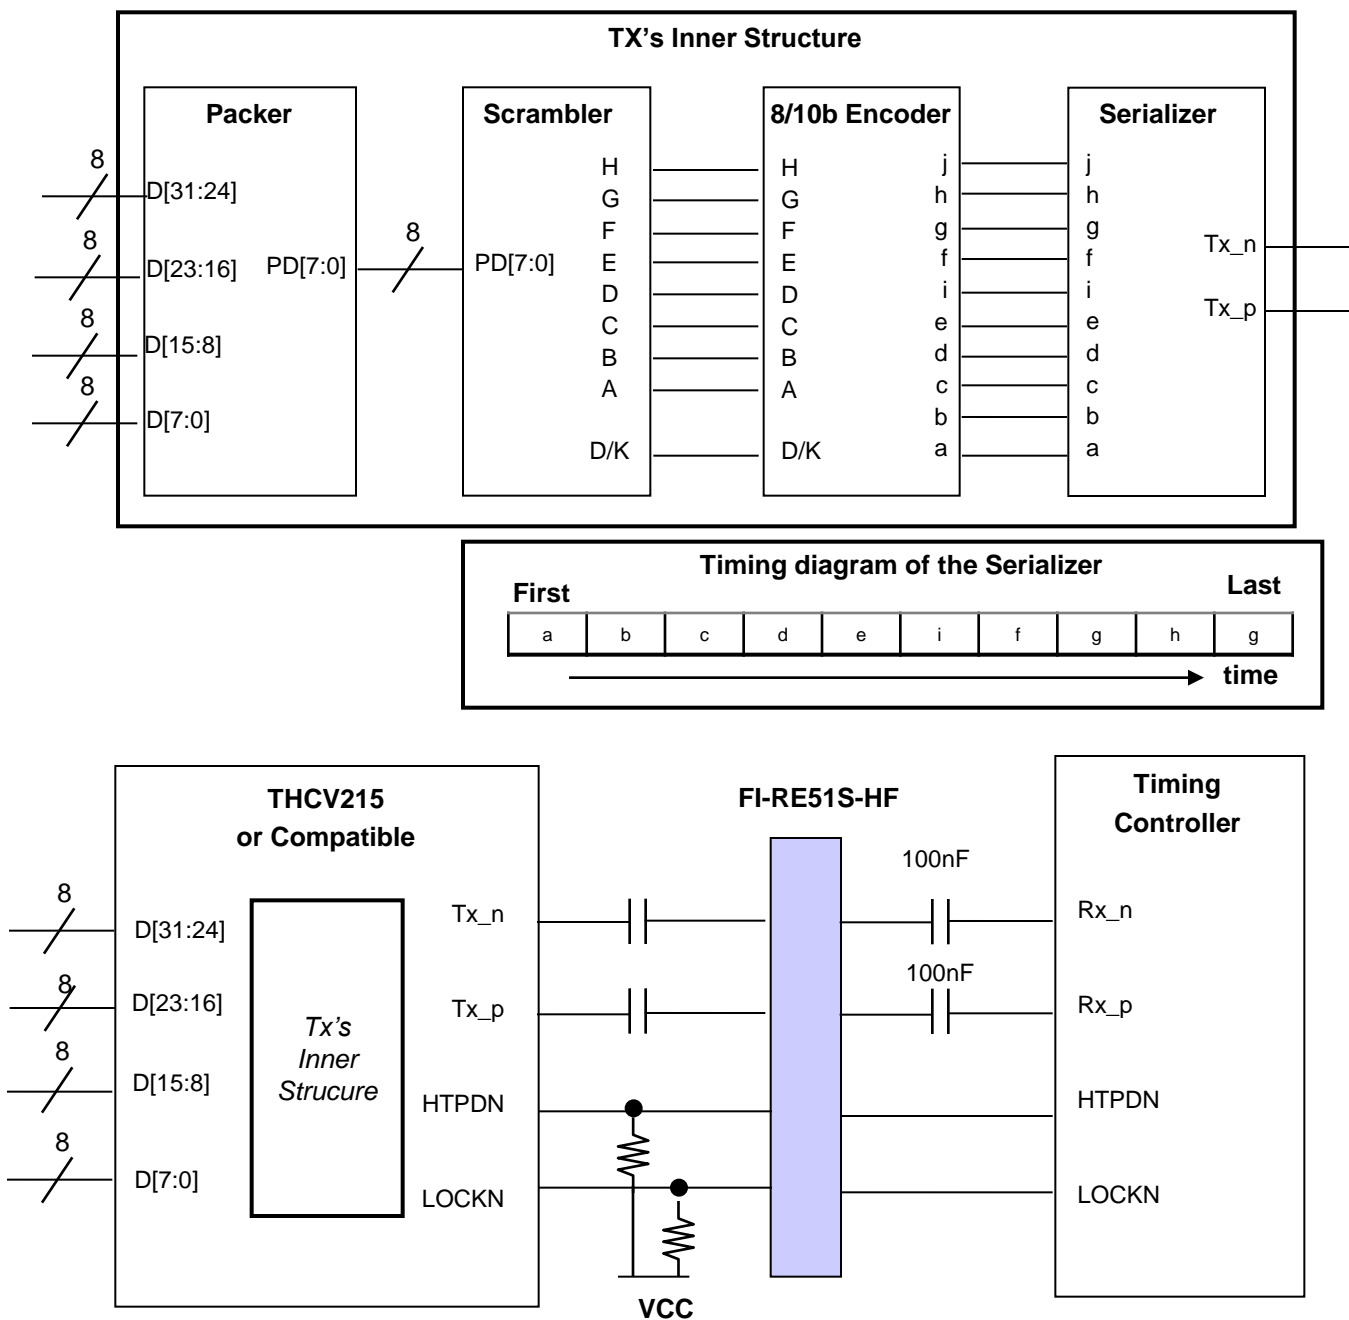 TX's Inner Structure
Packer
Scrambler
8/10b Encoder
Serializer
8
D[31:24]
8
D[23:16]
8
D[15:8]
8
D[7:0]
PD[7:0]
8
PD[7:0]
H
G
F
E
D
C
B
A
D/K
H
G
F
E
D
C
B
A
D/K
j
h
g
f
i
e
d
c
b
a
j
h
g
f
i
e
d
c
b
a
Tx_n
Tx_p
Timing diagram of the Serializer
First
Last
a b c d e i f g h g
time
THCV215
or Compatible
8
D[31:24]
8
D[23:16]
8
D[15:8]
8
D[7:0]
Tx's
Inner
Strucure
Tx_n
Tx_p
HTPDN
LOCKN
VCC
FI-RE51S-HF
100nF
100nF
Timing
Controller
Rx_n
Rx_p
HTPDN
LOCKN